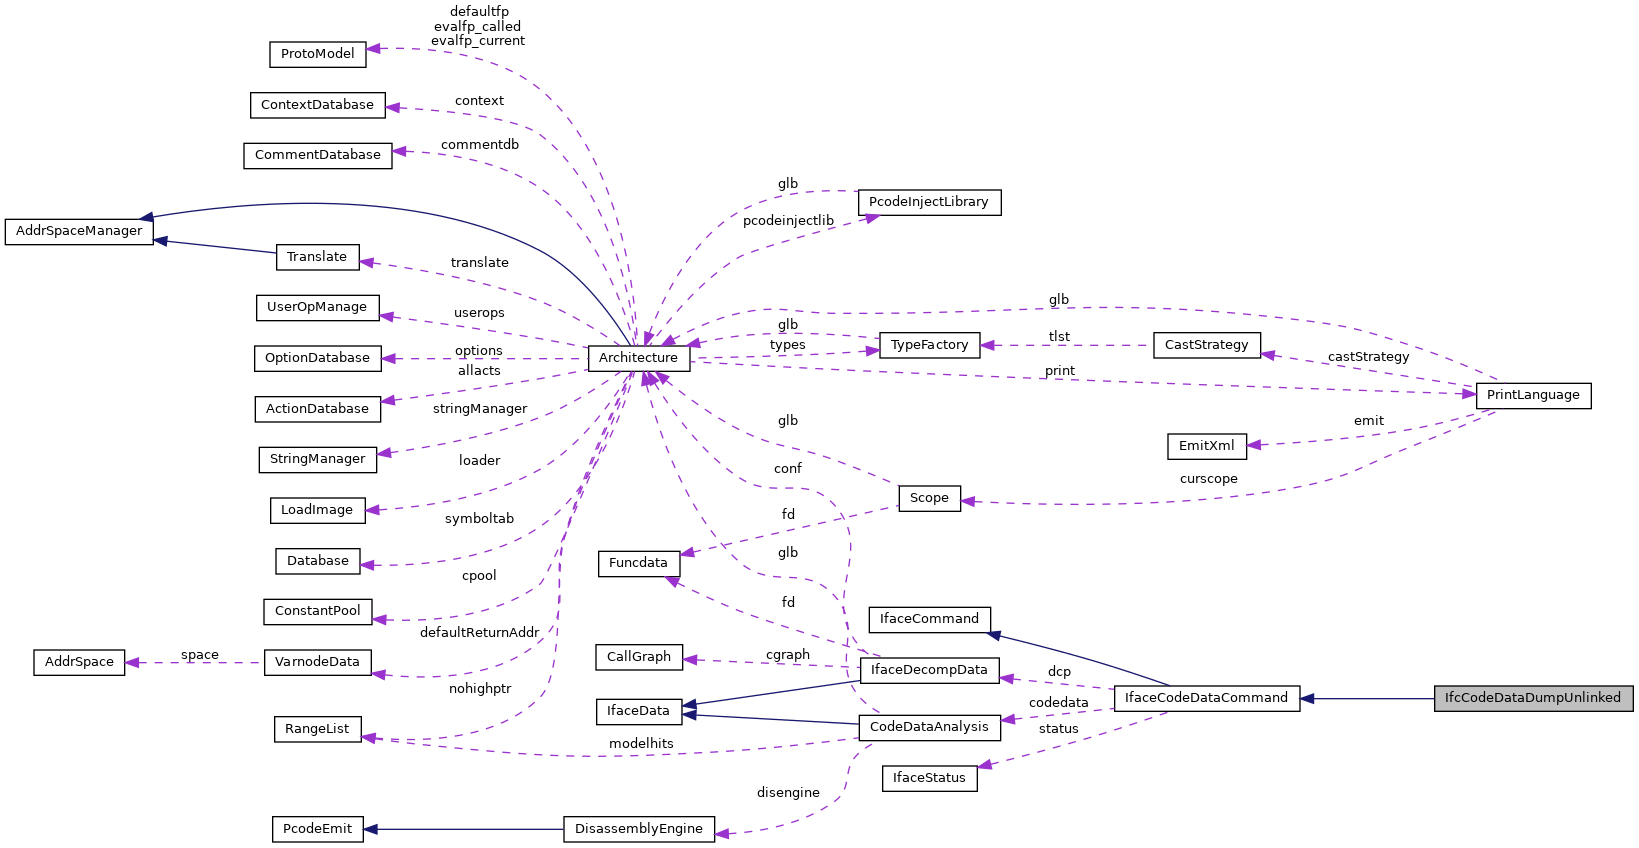 defaultfp
evalfp_called
evalfp_current
ProtoModel
context
ContextDatabase
commentdb
CommentDatabase
glb
PcodeInjectLibrary
pcodeinjectlib
AddrSpaceManager
Translate
translate
UserOpManage
userops
glb
glb
types
TypeFactory
tlst
CastStrategy
castStrategy
OptionDatabase
options
Architecture
allacts
print
PrintLanguage
ActionDatabase
stringManager
glb
emit
EmitXml
StringManager
loader
conf
curscope
Scope
LoadImage
symboltab
fd
Database
glb
Funcdata
cpool
ConstantPool
fd
IfaceCommand
defaultReturnAddr
AddrSpace
space
VarnodeData
CallGraph
cgraph
IfaceDecompData
dcp
nohighptr
IfaceCodeDataCommand
IfcCodeDataDumpUnlinked
IfaceData
codedata
RangeList
CodeDataAnalysis
status
modelhits
IfaceStatus
disengine
PcodeEmit
DisassemblyEngine